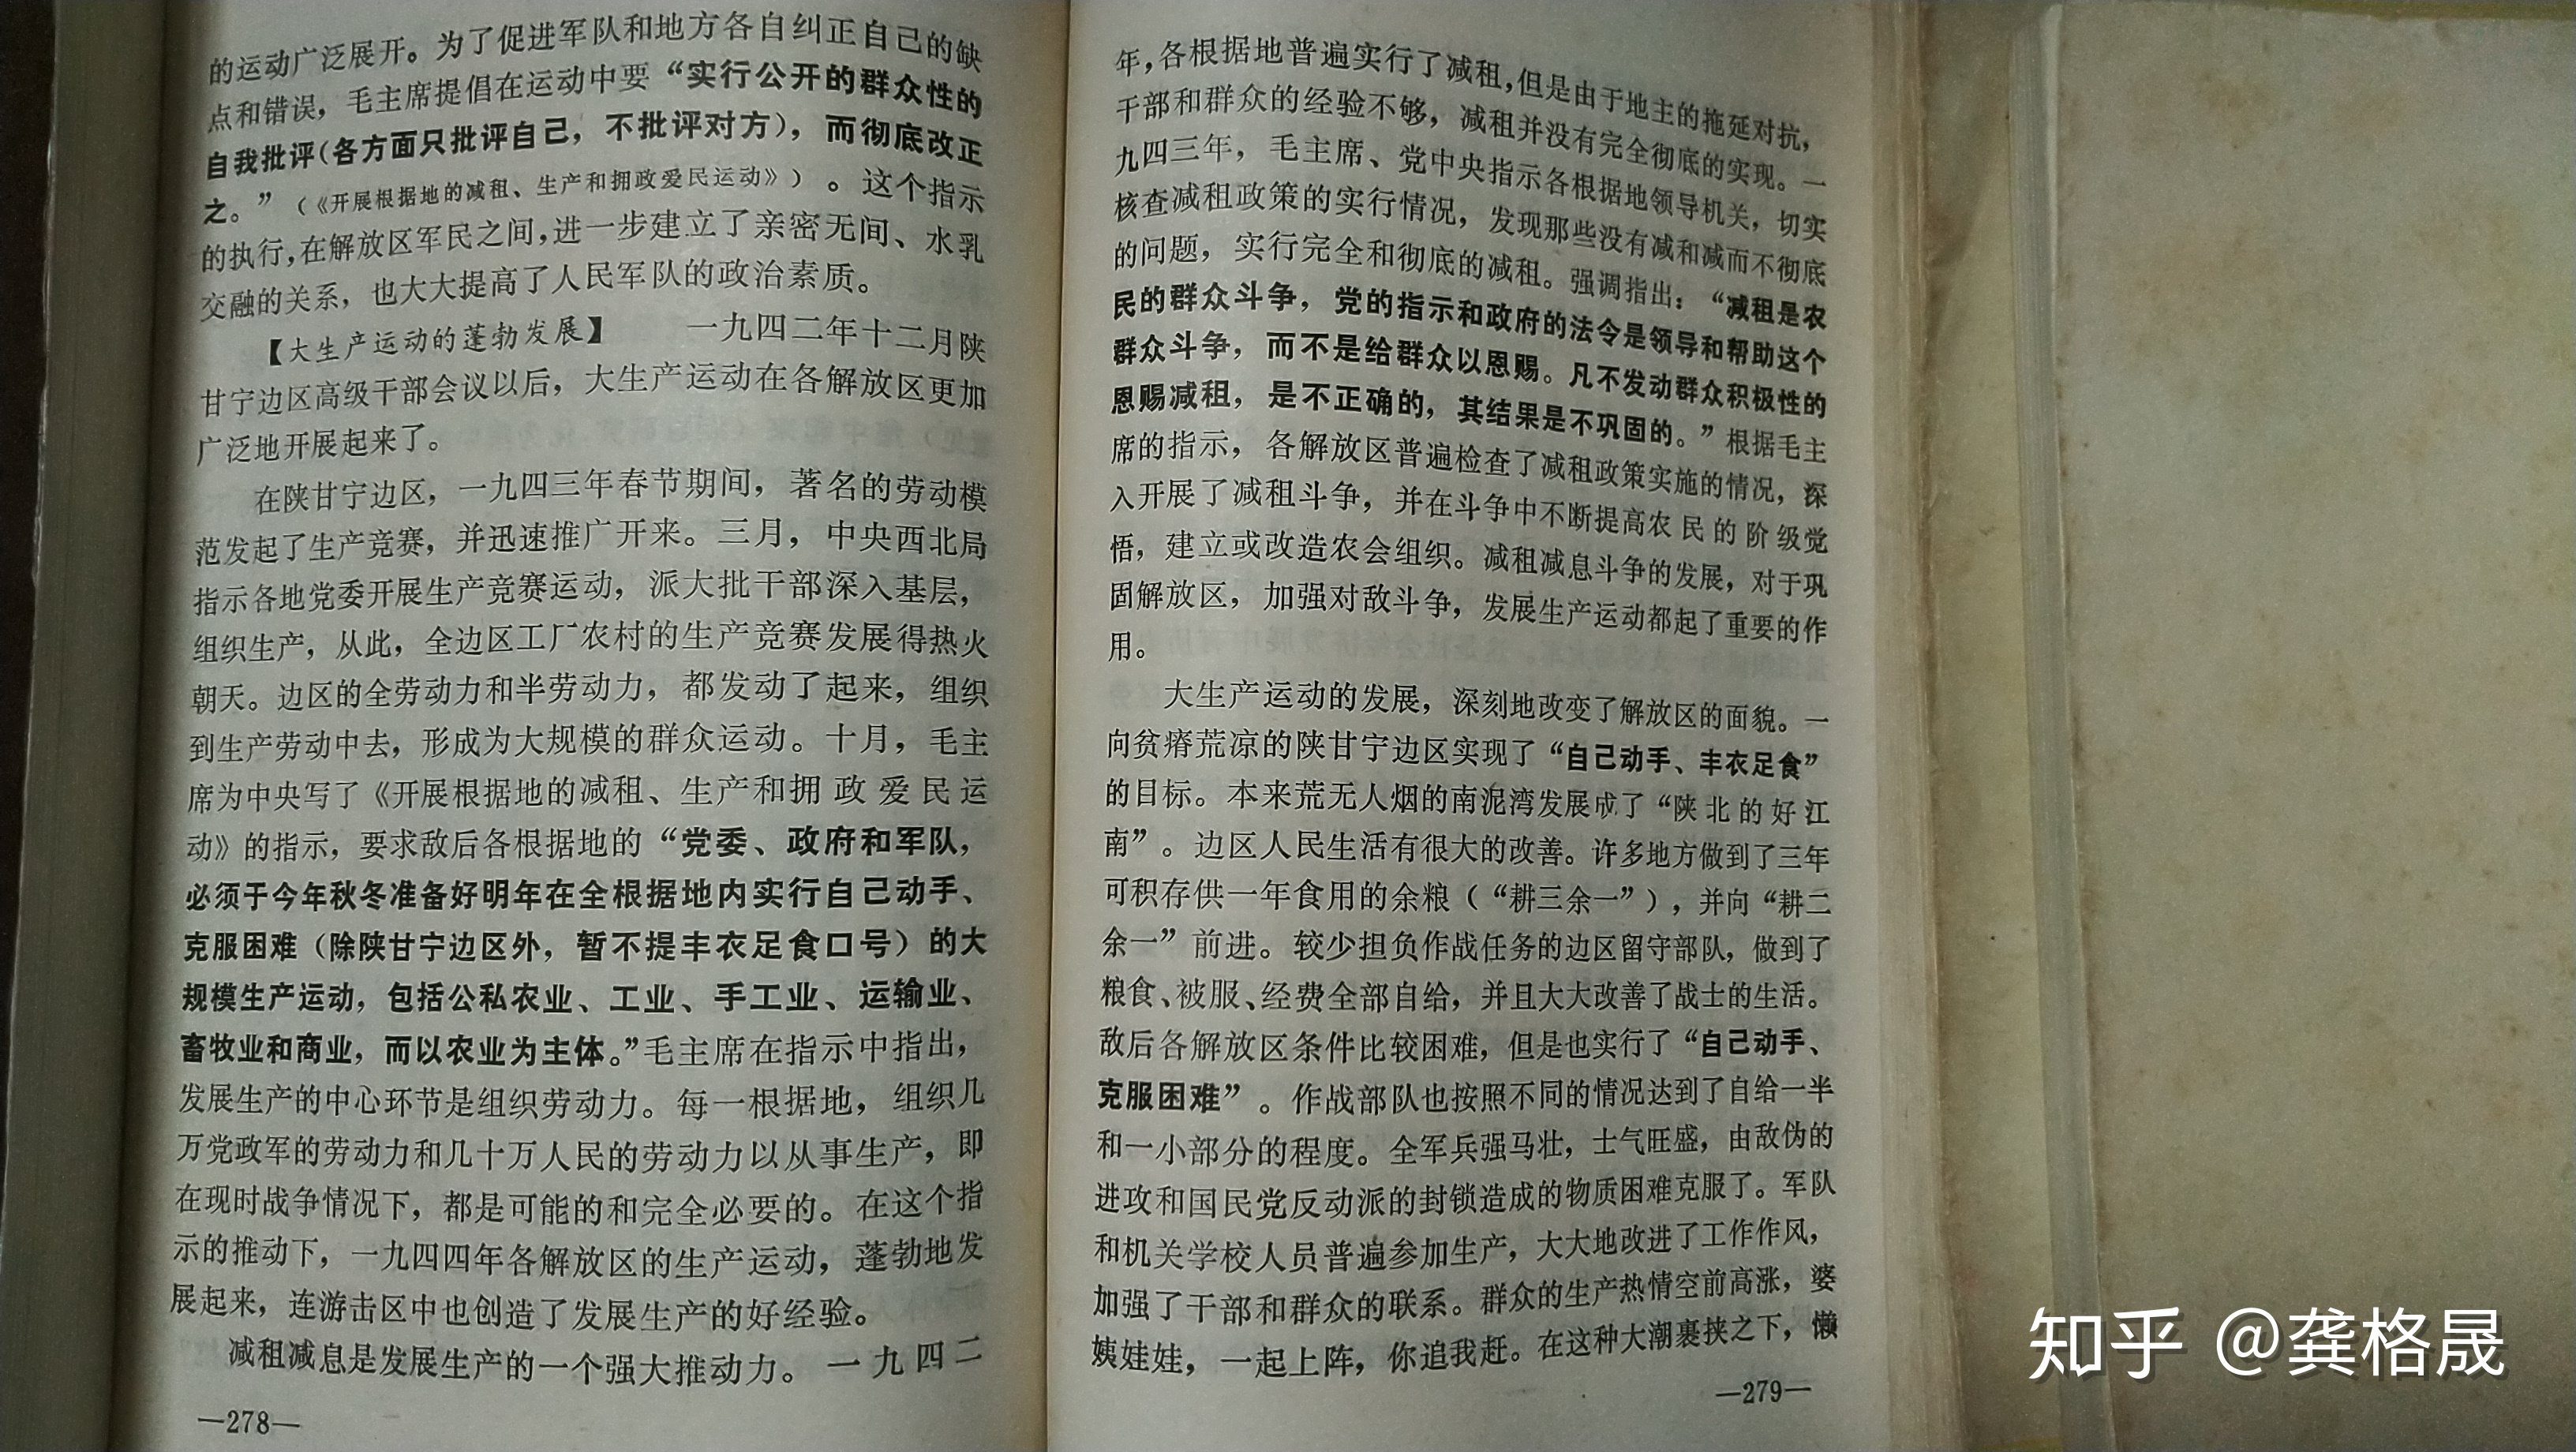 的运动广泛展开。为了促进军队和地方各自纠正自己的缺
点和错误，毛主席提倡在运动中要“实行公开的群众性的
自我批评(各方面只批评自己，不批评对方)，而彻底改正
之。”（《开展根据地的减租、生产和拥政爱民运动》）。这个指示
的执行,在解放区军民之间,进一步建立了亲密无间、水乳
交融的关系，也大大提高了人民军队的政治素质。
【大生产运动的蓬勃发展】 一九四二年十二月陕
甘宁边区高级干部会议以后，大生产运动在各解放区更加
广泛地开展起来了。
在陕甘宁边区，一九四三年春节期间，著名的劳动模
范发起了生产竞赛，并迅速推广开来。三月，中央西北局
指示各地党委开展生产竞赛运动，派大批干部深入基层，
组织生产，从此，全边区工厂农村的生产竞赛发展得热火
朝天。边区的全劳动力和半劳动力，都发动了起来，组织
到生产劳动中去，形成为大规模的群众运动。十月，毛主
席为中央写了《开展根据地的减租、生产和拥政爱民运
动》的指示，要求敌后各根据地的“党委、政府和军队，
必须于今年秋冬准备好明年在全根据地内实行自己动手、
克服困难（除陕甘宁边区外，暂不提丰衣足食口号）的大
规模生产运动，包括公私农业、工业、手工业、运输业、
畜牧业和商业，而以农业为主体。”毛主席在指示中指出，
发展生产的中心环节是组织劳动力。每一根据地，组织几
万党政军的劳动力和几十万人民的劳动力以从事生产，即
在现时战争情况下，都是可能的和完全必要的。在这个指
示的推动下，一九四四年各解放区的生产运动，蓬勃地发
展起来，连游击区中也创造了发展生产的好经验。
减租减息是发展生产的一个强大推动力。一九四二
—278—
年,各根据地普遍实行了减租,但是由于地主的拖延对抗，
干部和群众的经验不够，减租并没有完全彻底的实现。一
九四三年，毛主席、党中央指示各根据地领导机关，切实
核查减租政策的实行情况，发现那些没有减和减而不彻底
的问题，实行完全和彻底的减租。强调指出：“减租是农
民的群众斗争，党的指示和政府的法令是领导和帮助这个
群众斗争，而不是给群众以恩赐。凡不发动群众积极性的
恩赐减租，是不正确的，其结果是不巩固的。”根据毛主
席的指示，各解放区普遍检查了减租政策实施的情况，深
入开展了减租斗争，并在斗争中不断提高农民的阶级觉
悟，建立或改造农会组织。减租减息斗争的发展，对于巩
固解放区，加强对敌斗争，发展生产运动都起了重要的作
用。
大生产运动的发展，深刻地改变了解放区的面貌。一
向贫瘠荒凉的陕甘宁边区实现了“自己动手、丰衣足食”
的目标。本来荒无人烟的南泥湾发展成了“陕北的好江
南”。边区人民生活有很大的改善。许多地方做到了三年
可积存供一年食用的余粮（“耕三余一”），并向“耕二
余一”前进。较少担负作战任务的边区留守部队，做到了
粮食、被服、经费全部自给，并且大大改善了战士的生活。
敌后各解放区条件比较困难，但是也实行了“自己动手、
克服困难”。作战部队也按照不同的情况达到了自给一半
和一小部分的程度。全军兵强马壮，士气旺盛，由敌伪的
进攻和国民党反动派的封锁造成的物质困难克服了。军队
和机关学校人员普遍参加生产，大大地改进了工作作风，
加强了干部和群众的联系。群众的生产热情空前高涨，婆
姨娃娃，一起上阵，你追我赶。在这种大潮裹挟之下，懒
—279—
知乎 @龚格晟